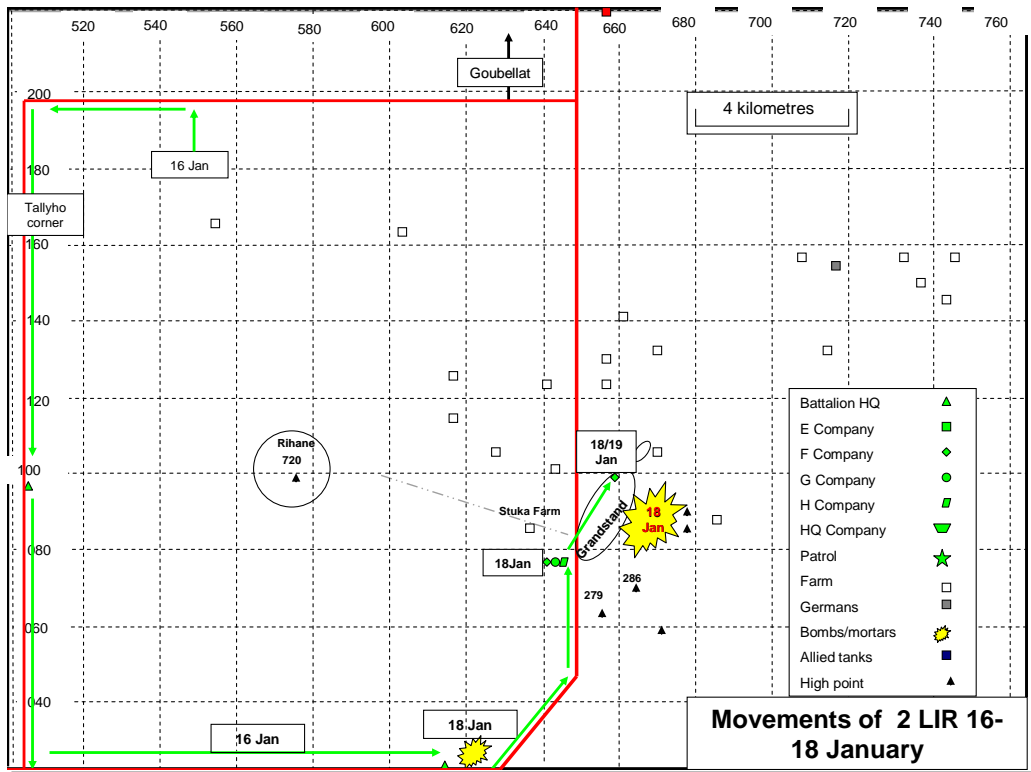 520 560 600 620 640 660 680 700 720 740 760
Goubellat
4 kilometres
200
16 Jan
180
Tallyho
corner
160
140
120
Rihane
720
100
18/19
Jan
Stuka Farm
Grandstand
18
Jan
080
18Jan
286
279
060
040
16 Jan
18 Jan
Battalion HQ
E Company
F Company
G Company
H Company
HQ Company
Patrol
Farm
Germans
Bombs/mortars
Allied tanks
High point
Movements of 2 LIR 16-
18 January